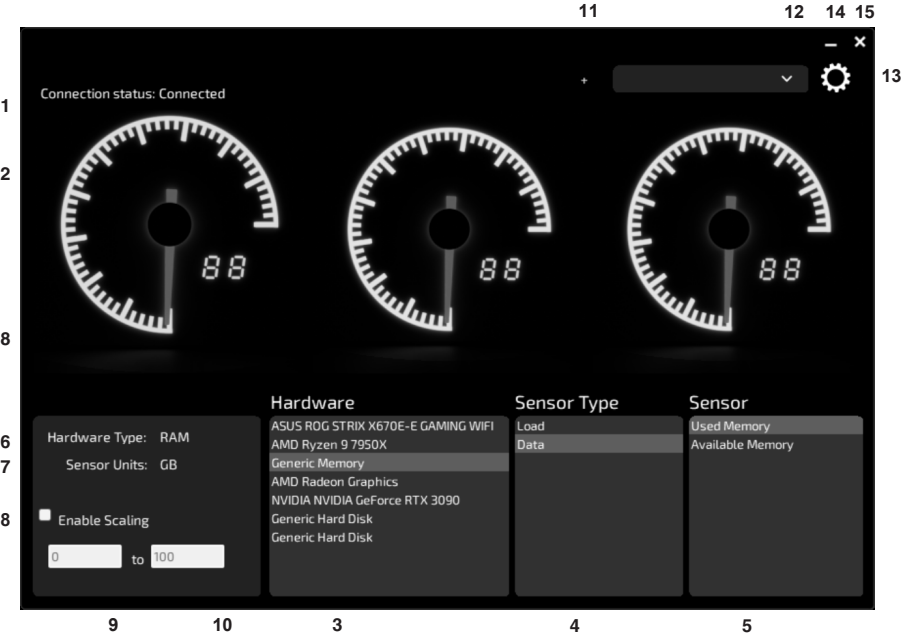 11 12 14 15
13
+
Connection status: Connected
1
2
88 88 88
8
Hardware Sensor Type Sensor
Hardware Type: RAM
Sensor Units: GB
Enable Scaling
0 to 100
ASUS ROG STRIX X670E-E GAMING WIFI
AMD Ryzen 9 7950X
Generic Memory
AMD Radeon Graphics
NVIDIA NVIDIA GeForce RTX 3090
Generic Hard Disk
Generic Hard Disk
Load
Data
Used Memory
Available Memory
6
7
8
9 10 3 4 5